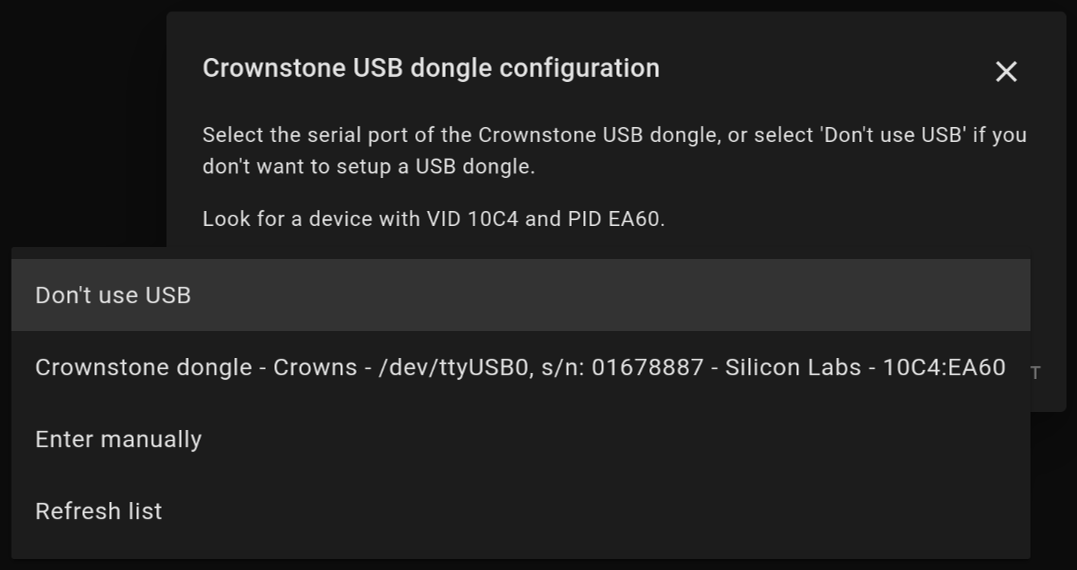 Crownstone USB dongle configuration
Select the serial port of the Crownstone USB dongle, or select 'Don't use USB' if you
don't want to setup a USB dongle.
Look for a device with VID 10C4 and PID EA60.
Don't use USB
Crownstone dongle - Crowns - /dev/ttyUSB0, s/n: 01678887 - Silicon Labs - 10C4:EA60
T
Enter manually
Refresh list